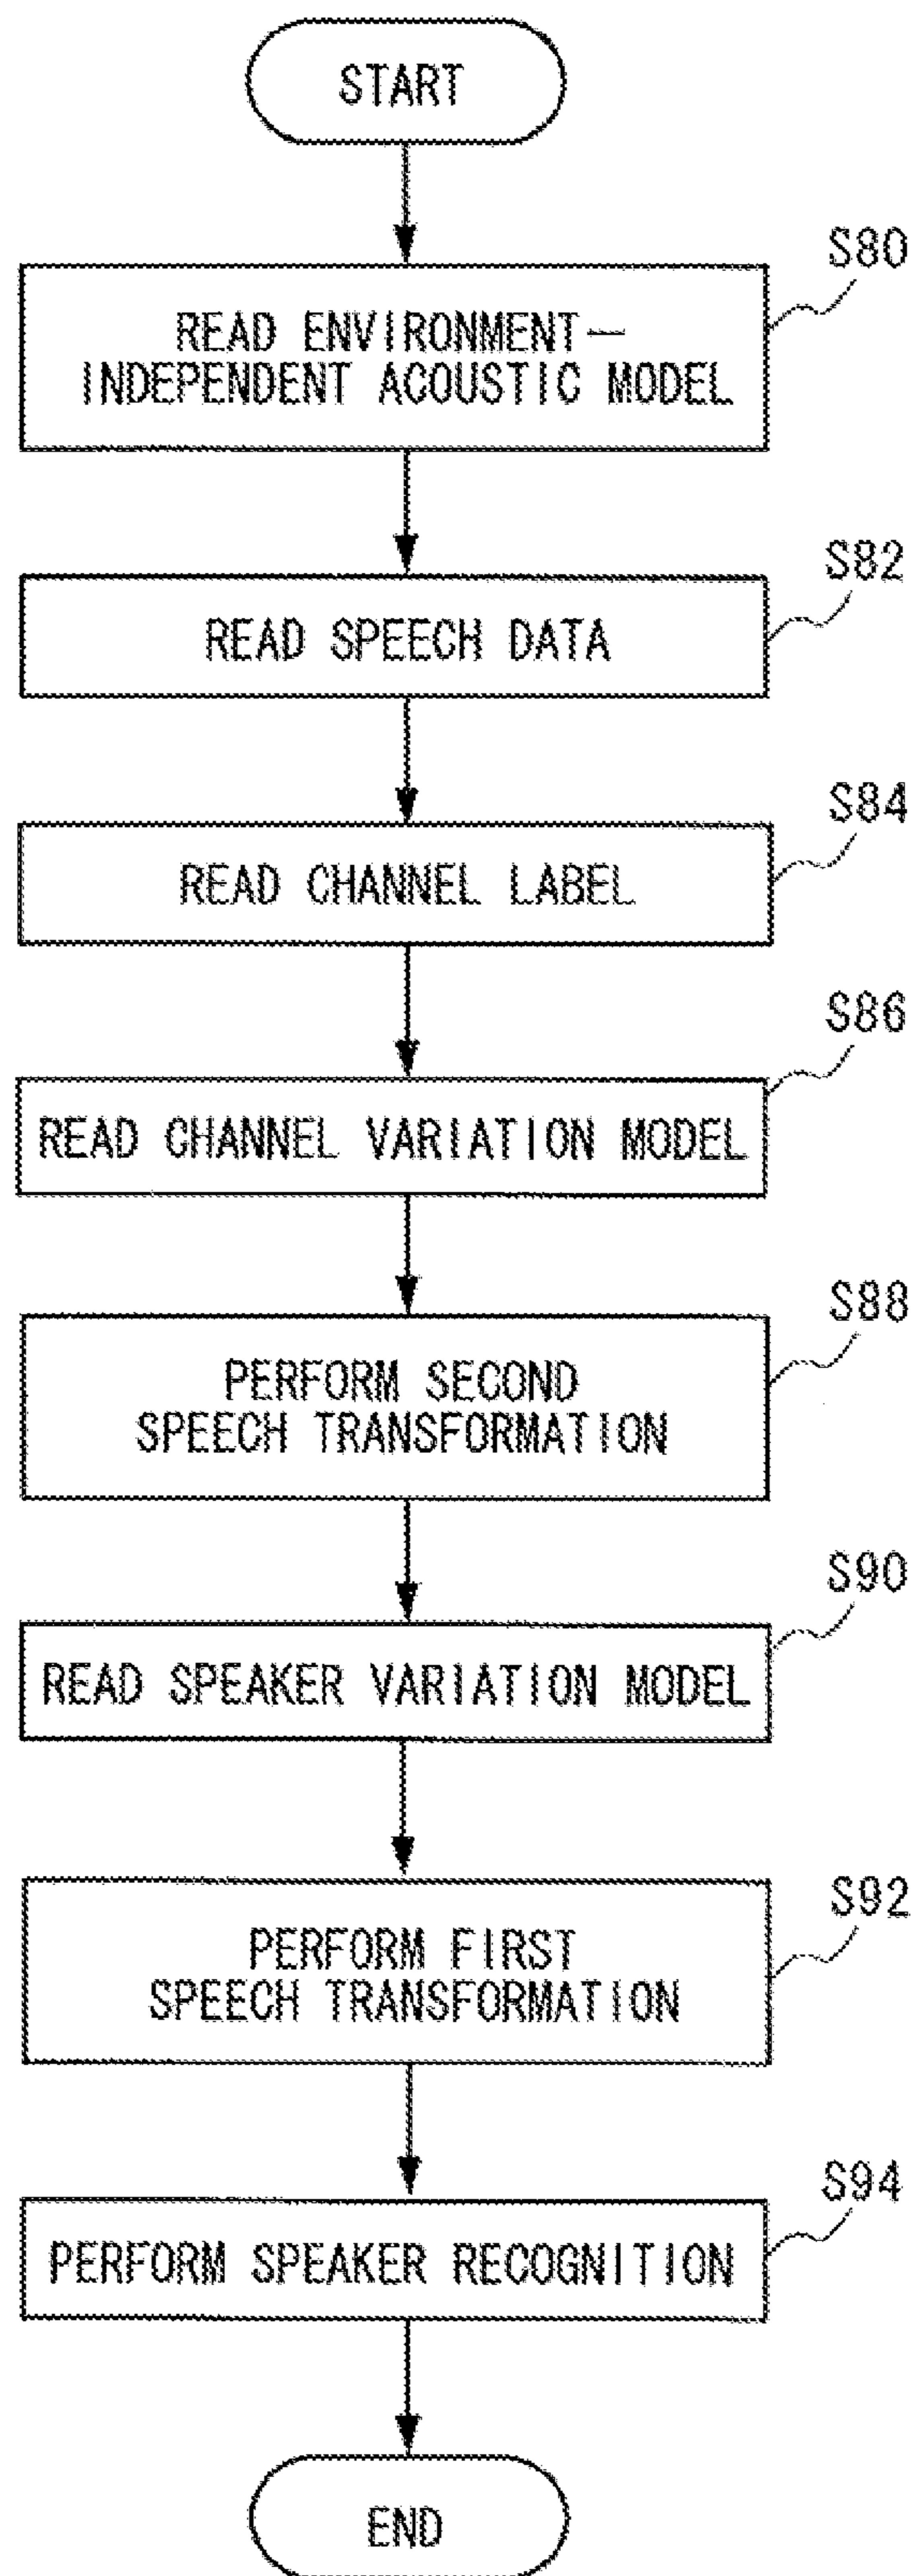 START
S80
READ ENVIRONMENT-
INDEPENDENT ACOUSTIC MODEL
S82
READ SPEECH DATA
S84
READ CHANNEL LABEL
S86
READ CHANNEL VARIATION MODEL
S88
PERFORM SECOND
SPEECH TRANSFORMATION
S90
READ SPEAKER VARIATION MODEL
S92
PERFORM FIRST
SPEECH TRANSFORMATION
S94
PERFORM SPEAKER RECOGNITION
END